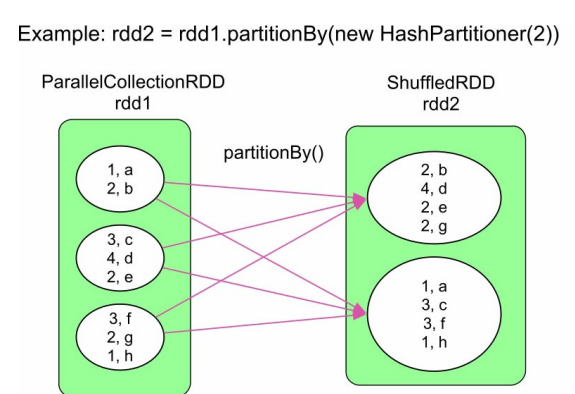 Example: rdd2 = rdd1.partitionBy(new HashPartitioner(2))
ParallelCollectionRDD
rdd1
ShuffledRDD
rdd2
partitionBy()
1, a
2, b
3, c
4, d
2, e
3, f
2, g
1, h
2, b
4, d
2, e
2, g
1, a
3, c
3, f
1, h